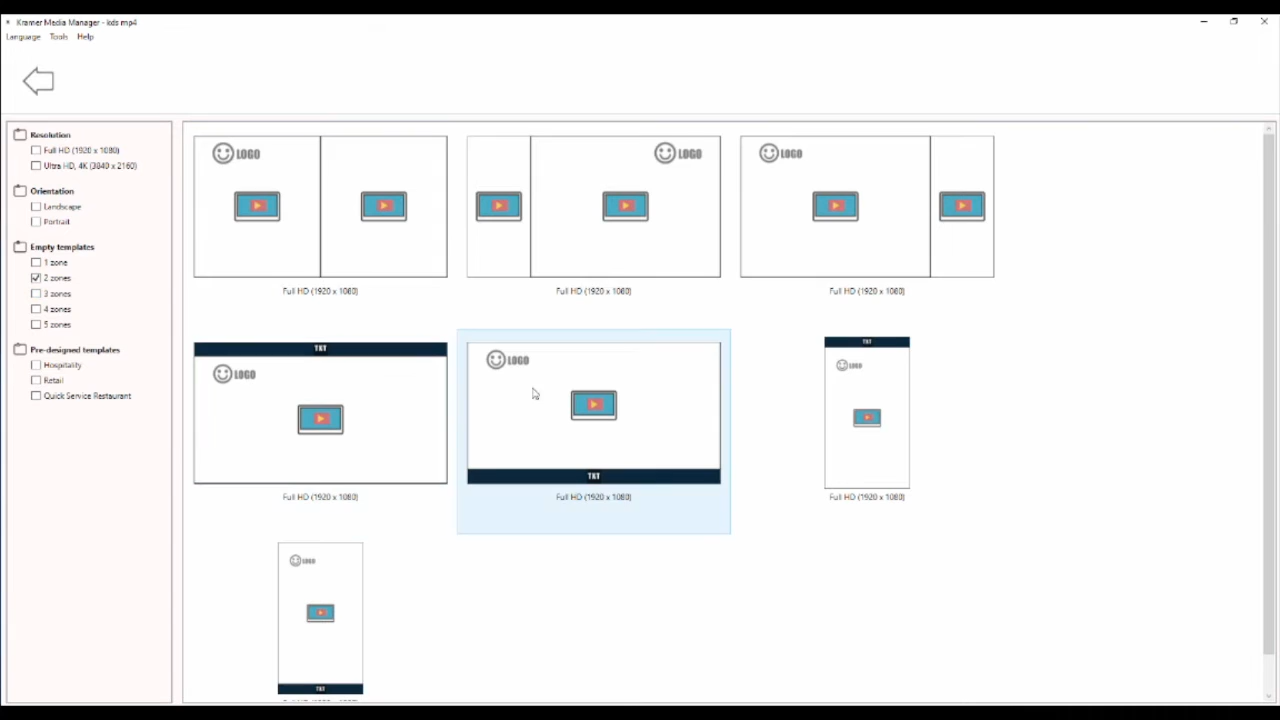 Kramer Media Manager - kds mp4
Language Tools Help
Resolution
Full HD (1920 x 1080)
Ultra HD, 4K (3840 x 2160)
Orientation
Landscape
Portrait
Empty templates
1 zone
2 zones
3 zones
4 zones
5 zones
Pre-designed templates
Hospitality
Retail
Quick Service Restaurant
LOGO
Full HD (1920 x 1080)
LOGO
Full HD (1920 x 1080)
LOGO
Full HD (1920 x 1080)
TXT
LOGO
Full HD (1920 x 1080)
LOGO
TXT
Full HD (1920 x 1080)
TXT
LOGO
Full HD (1920 x 1080)
LOGO
TXT